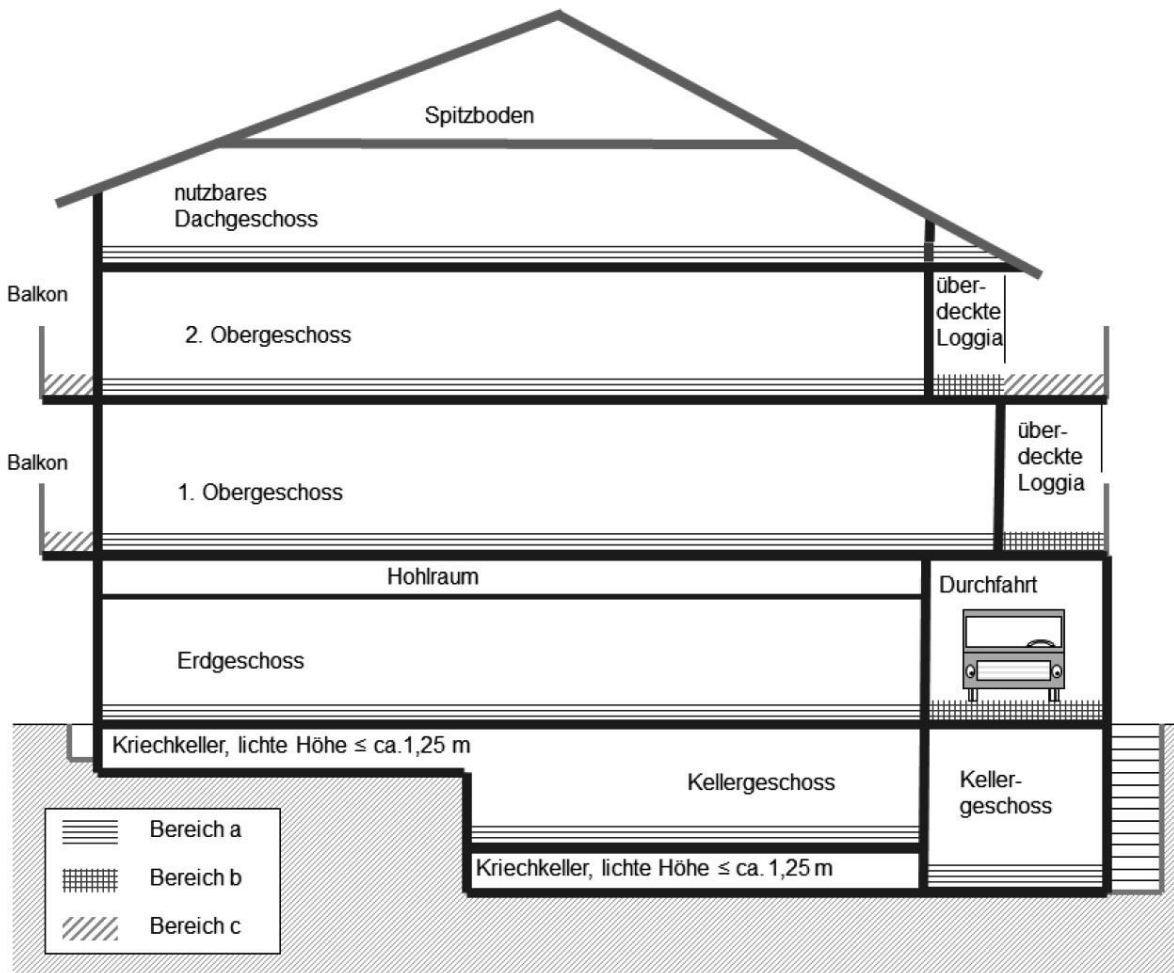 Spitzboden
nutzbares
Dachgeschoss
Balkon
2. Obergeschoss
über-
deckte
Loggia
Balkon
1. Obergeschoss
über-
deckte
Loggia
Hohlraum
Durchfahrt
Erdgeschoss
Kriechkeller, lichte Höhe ≤ ca.1,25 m
Kellergeschoss
Keller-
geschoss
Kriechkeller, lichte Höhe ≤ ca. 1,25 m
Bereich a
Bereich b
Bereich c